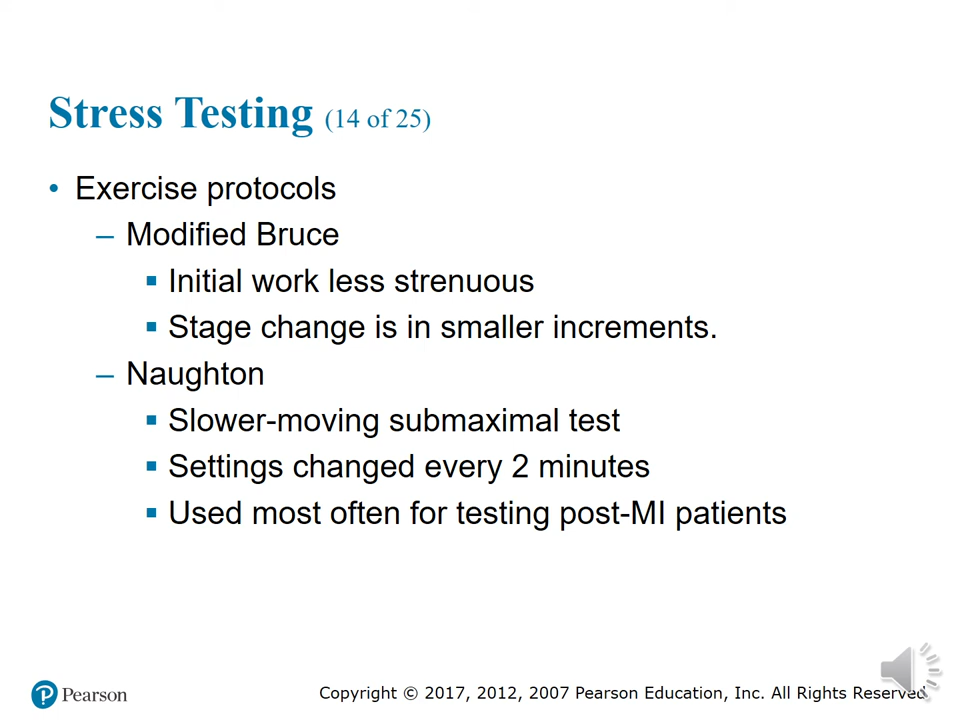 Stress Testing (14 of 25)
• Exercise protocols
– Modified Bruce
▪ Initial work less strenuous
▪ Stage change is in smaller increments.
– Naughton
▪ Slower-moving submaximal test
▪ Settings changed every 2 minutes
▪ Used most often for testing post-MI patients
Pearson
Copyright © 2017, 2012, 2007 Pearson Education, Inc. All Rights Reserved